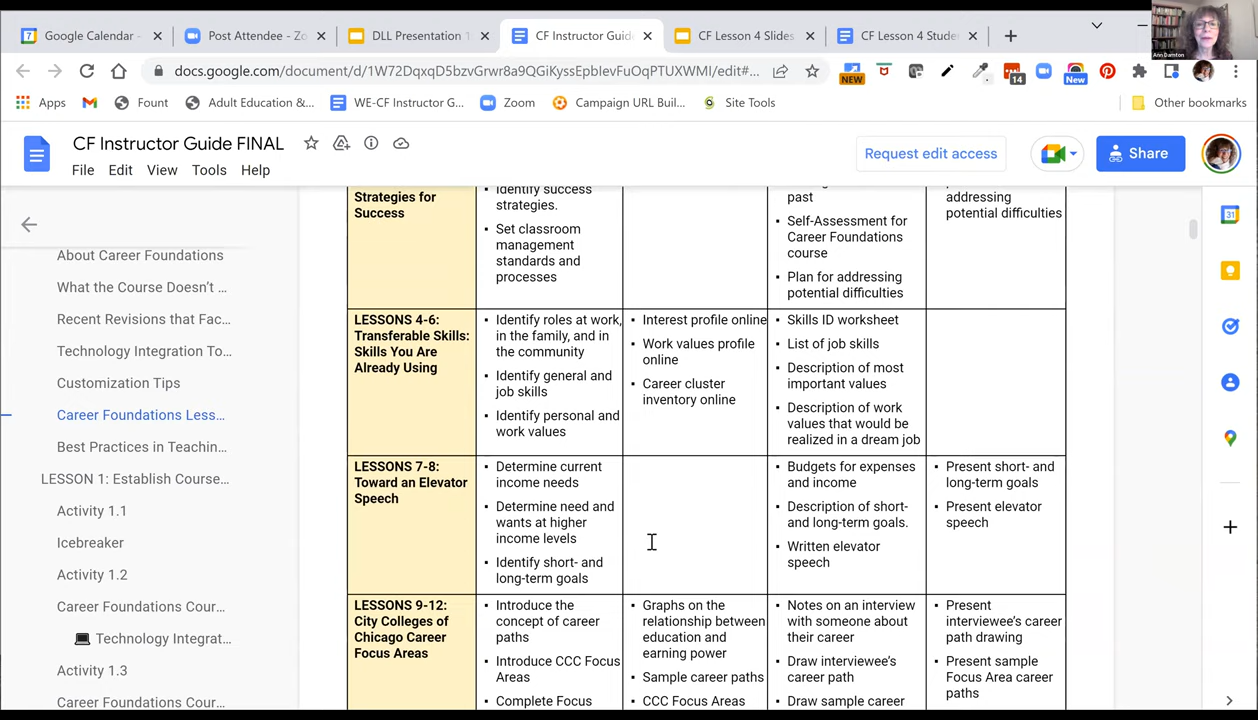 Google Calendar -
Post Attendee - Zo
DLL Presentation 1
CF Instructor Guid
CF Lesson 4 Slides
CF Lesson 4 Stude
docs.google.com/document/d/1W72DqxqD5bzvGrwr8a9QGiKyssEpbIevFuOqPTUXWMI/edit#...
NEW
14
New
Ann Darnton
Apps
Fount
Adult Education &...
WE-CF Instructor G...
Zoom
Campaign URL Buil...
Site Tools
Other bookmarks
CF Instructor Guide FINAL
File Edit View Tools Help
Request edit access
Share
31
About Career Foundations
What the Course Doesn't ...
Recent Revisions that Fac...
Technology Integration To...
Customization Tips
Career Foundations Less...
Best Practices in Teachin...
LESSON 1: Establish Course...
Activity 1.1
Icebreaker
Activity 1.2
Career Foundations Cour...
Technology Integrat...
Activity 1.3
Career Foundations Cour...
Strategies for
Success
Identify success
strategies.
Set classroom
management
standards and
processes
past
Self-Assessment for
Career Foundations
course
Plan for addressing
potential difficulties
addressing
potential difficulties
LESSONS 4-6:
Transferable Skills:
Skills You Are
Already Using
Identify roles at work,
in the family, and in
the community
Identify general and
job skills
Identify personal and
work values
Interest profile online
Work values profile
online
Career cluster
inventory online
Skills ID worksheet
List of job skills
Description of most
important values
Description of work
values that would be
realized in a dream job
LESSONS 7-8:
Toward an Elevator
Speech
Determine current
income needs
Determine need and
wants at higher
income levels
Identify short- and
long-term goals
Budgets for expenses
and income
Description of short-
and long-term goals.
Written elevator
speech
Present short- and
long-term goals
Present elevator
speech
LESSONS 9-12:
City Colleges of
Chicago Career
Focus Areas
Introduce the
concept of career
paths
Introduce CCC Focus
Areas
Complete Focus
Graphs on the
relationship between
education and
earning power
Sample career paths
CCC Focus Areas
Notes on an interview
with someone about
their career
Draw interviewee's
career path
Draw sample career
Present
interviewee's career
path drawing
Present sample
Focus Area career
paths